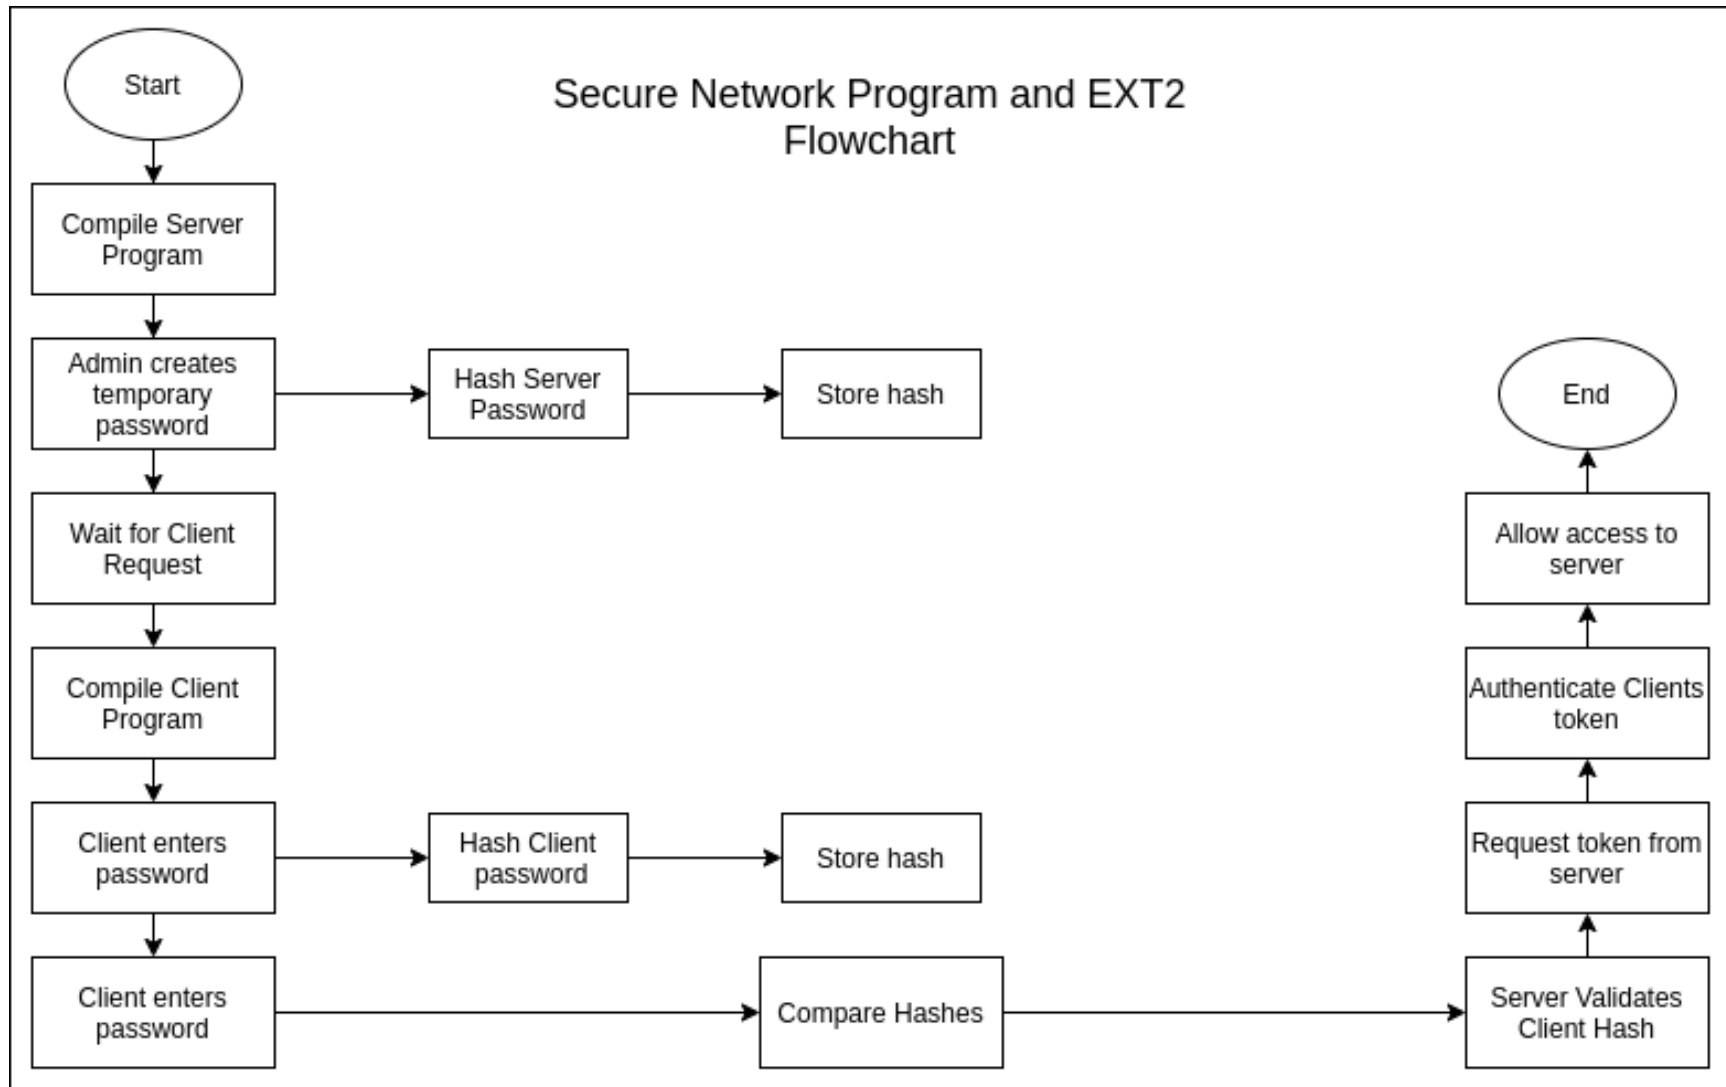 Start
Secure Network Program and EXT2
Flowchart
Compile Server
Program
Admin creates
temporary
password
Hash Server
Password
Store hash
End
Wait for Client
Request
Allow access to
server
Compile Client
Program
Authenticate Clients
token
Client enters
password
Hash Client
password
Store hash
Request token from
server
Client enters
password
Compare Hashes
Server Validates
Client Hash